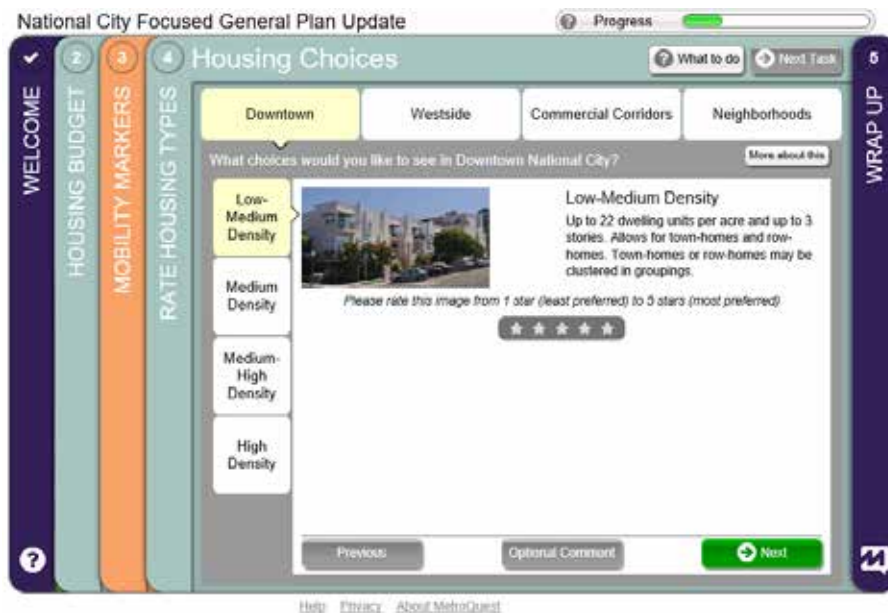 National City Focused General Plan Update
? Progress
WELCOME
?
2
HOUSING BUDGET
3
MOBILITY MARKERS
4
RATE HOUSING TYPES
Housing Choices
? What to do
Next Task
Downtown
Westside
Commercial Corridors
Neighborhoods
What choices would you like to see in Downtown National City?
More about this
Low-
Medium
Density
Medium
Density
Medium-
High
Density
High
Density
Low-Medium Density
Up to 22 dwelling units per acre and up to 3
stories. Allows for town-homes and row-
homes. Town-homes or row-homes may be
clustered in groupings.
Please rate this image from 1 star (least preferred) to 5 stars (most preferred)
Previous
Optional Comment
Next
5
WRAP UP
Help Privacy About MetroQuest